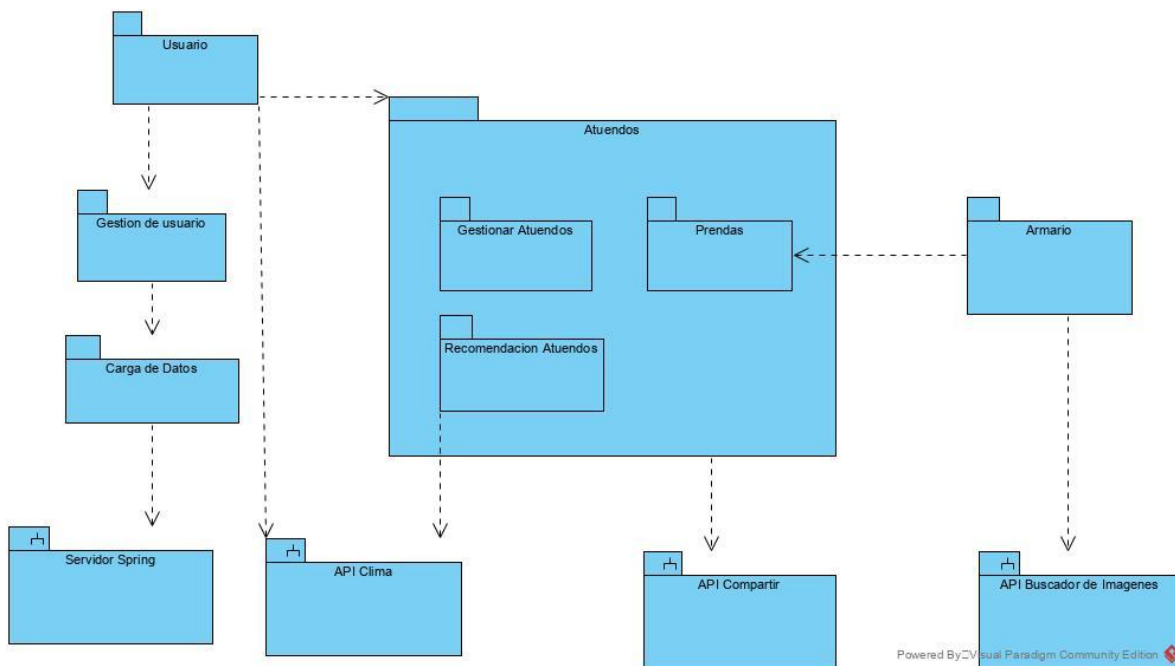 Usuario
Atuendos
Gestion de usuario
Gestionar Atuendos
Prendas
Armario
Recomendacion Atuendos
Carga de Datos
Servidor Spring
API Clima
API Compartir
API Buscador de Imagenes
Powered By Visual Paradigm Community Edition